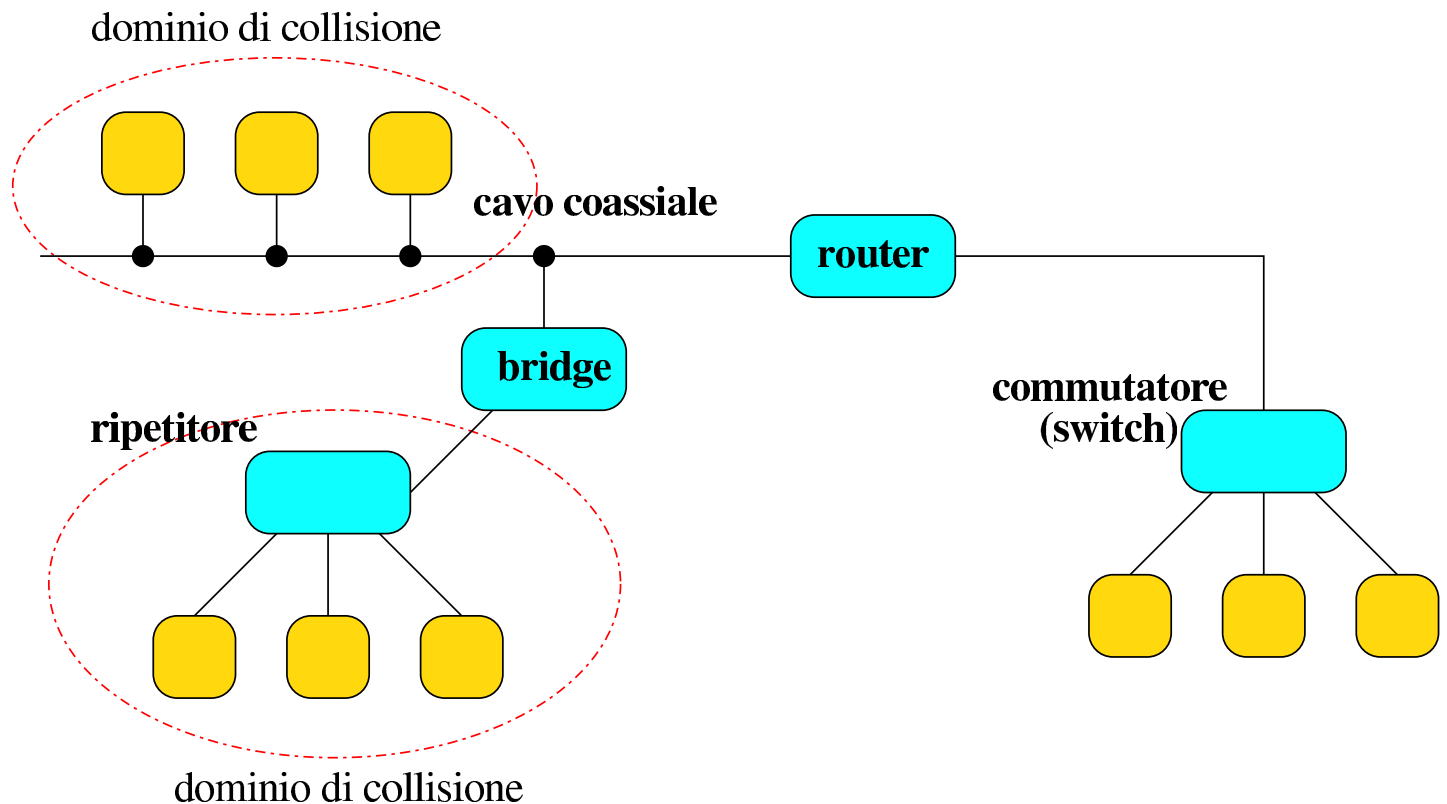 dominio di collisione
cavo coassiale
router
bridge
commutatore
(switch)
ripetitore
dominio di collisione